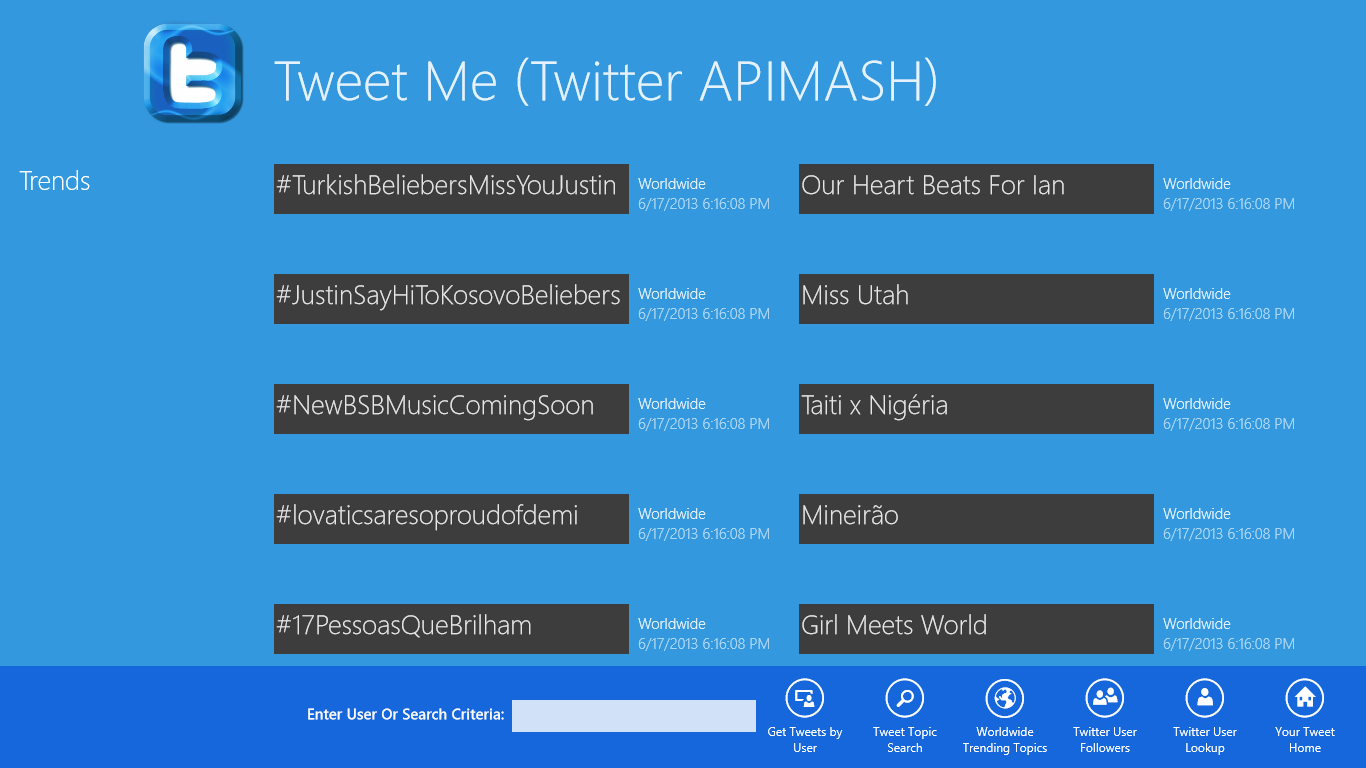 Tweet Me (Twitter APIMASH)
Trends
#TurkishBeliebersMissYouJustin
Worldwide
6/17/2013 6:16:08 PM
Our Heart Beats For Ian
Worldwide
6/17/2013 6:16:08 PM
#JustinSayHiToKosovoBeliebers
Worldwide
6/17/2013 6:16:08 PM
Miss Utah
Worldwide
6/17/2013 6:16:08 PM
#NewBSBMusicComingSoon
Worldwide
6/17/2013 6:16:08 PM
Taiti x Nigéria
Worldwide
6/17/2013 6:16:08 PM
#lovaticsaresoproudofdemi
Worldwide
6/17/2013 6:16:08 PM
Mineirão
Worldwide
6/17/2013 6:16:08 PM
#17PessoasQueBrilham
Worldwide
6/17/2013 6:16:08 PM
Girl Meets World
Worldwide
6/17/2013 6:16:08 PM
Enter User Or Search Criteria:
Get Tweets by
User
Tweet Topic
Search
Worldwide
Trending Topics
Twitter User
Followers
Twitter User
Lookup
Your Tweet
Home